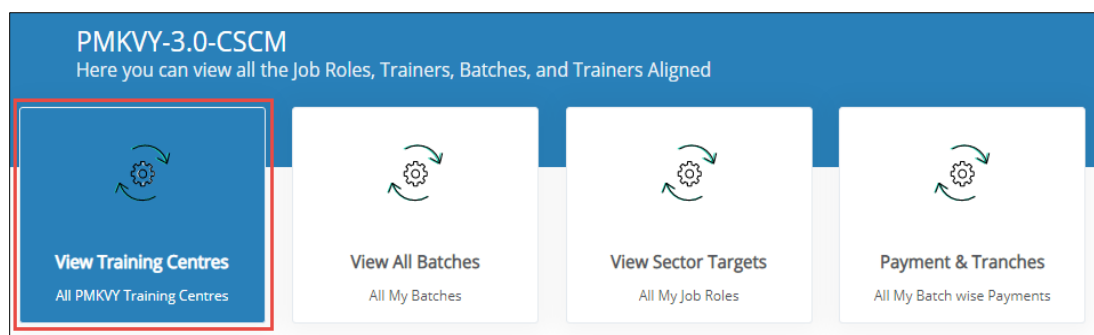 PMKVY-3.0-CSCM
Here you can view all the Job Roles, Trainers, Batches, and Trainers Aligned
View Training Centres
All PMKVY Training Centres
View All Batches
All My Batches
View Sector Targets
All My Job Roles
Payment & Tranches
All My Batch wise Payments